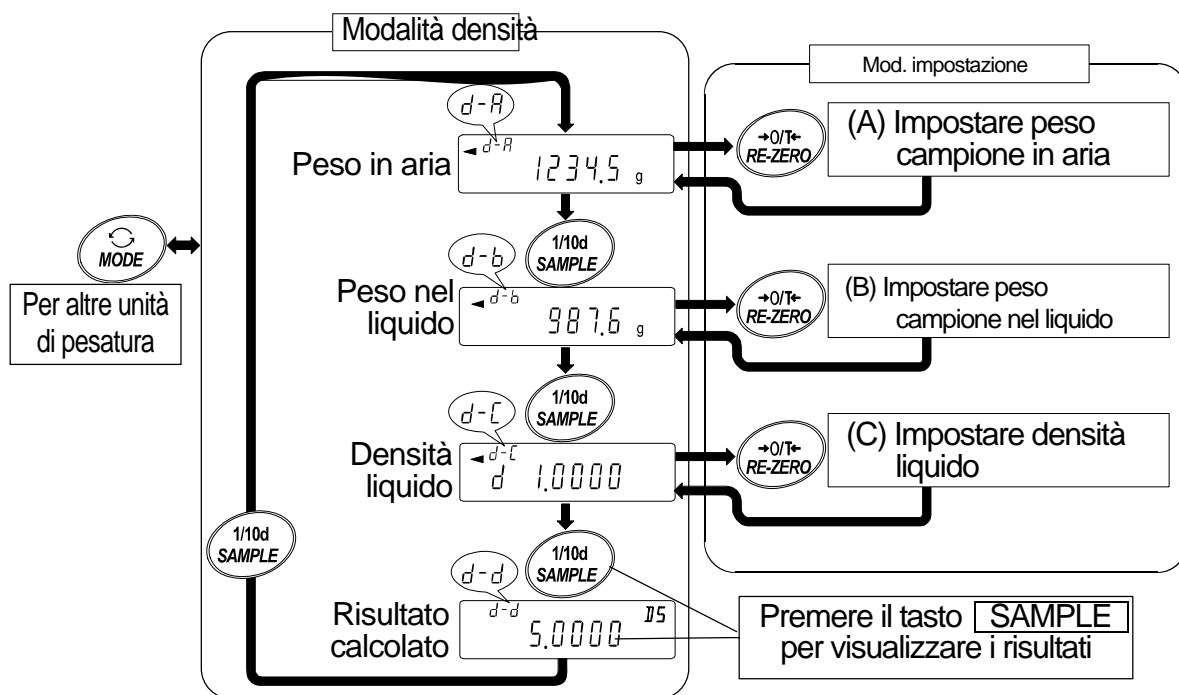 Modalità densità
Mod. impostazione
d-A
Peso in aria
d-A
1234.5 g
→0/T←
RE-ZERO
(A) Impostare peso
campione in aria
1/10d
SAMPLE
MODE
Per altre unità
di pesatura
d-b
Peso nel
liquido
d-b
987.6 g
→0/T←
RE-ZERO
(B) Impostare peso
campione nel liquido
1/10d
SAMPLE
d-C
Densità
liquido
d-C
d 1.0000
→0/T←
RE-ZERO
(C) Impostare densità
liquido
1/10d
SAMPLE
1/10d
SAMPLE
d-d
Risultato
calcolato
d-d
DS
5.0000
Premere il tasto SAMPLE
per visualizzare i risultati